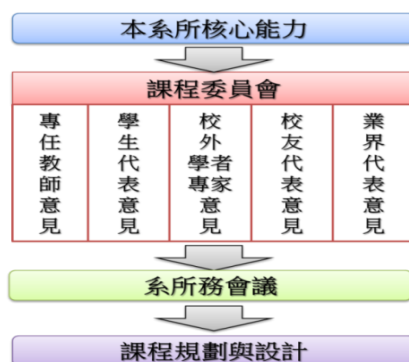 本系所核心能力
課程委員會
專任教師意見
學生代表意見
校外學者專家意見
校友代表意見
業界代表意見
系所務會議
課程規劃與設計